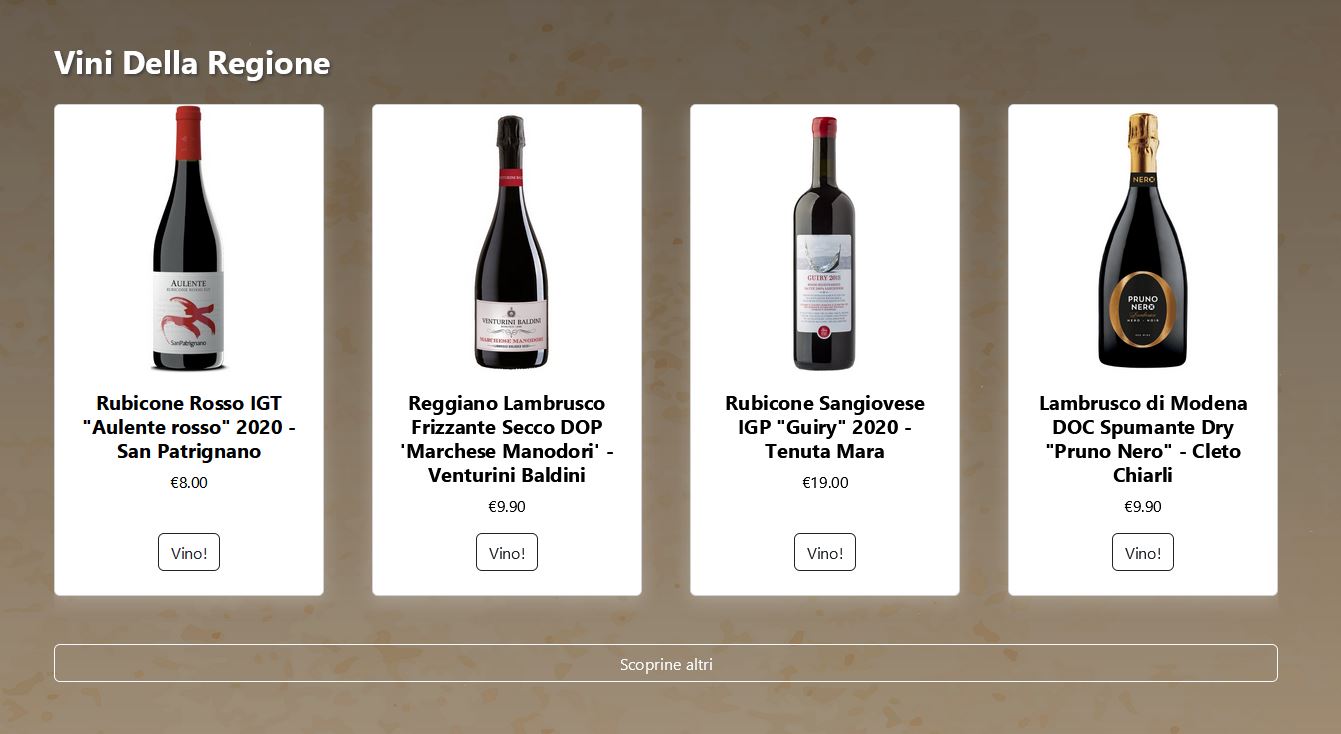 Vini Della Regione
AULENTE
RUBICONE ROSSO IGT
SanPatrignano
VENTURINI BALDINI
MARCHESE MANODORI
GUIRY 2018
NERO
PRUNO
NERO
NERO - NOIR
Rubicone Rosso IGT
"Aulente rosso" 2020 -
San Patrignano
€8.00
Vino!
Reggiano Lambrusco
Frizzante Secco DOP
'Marchese Manodori' -
Venturini Baldini
€9.90
Vino!
Rubicone Sangiovese
IGP "Guiry" 2020 -
Tenuta Mara
€19.00
Vino!
Lambrusco di Modena
DOC Spumante Dry
"Pruno Nero" - Cleto
Chiarli
€9.90
Vino!
Scoprine altri